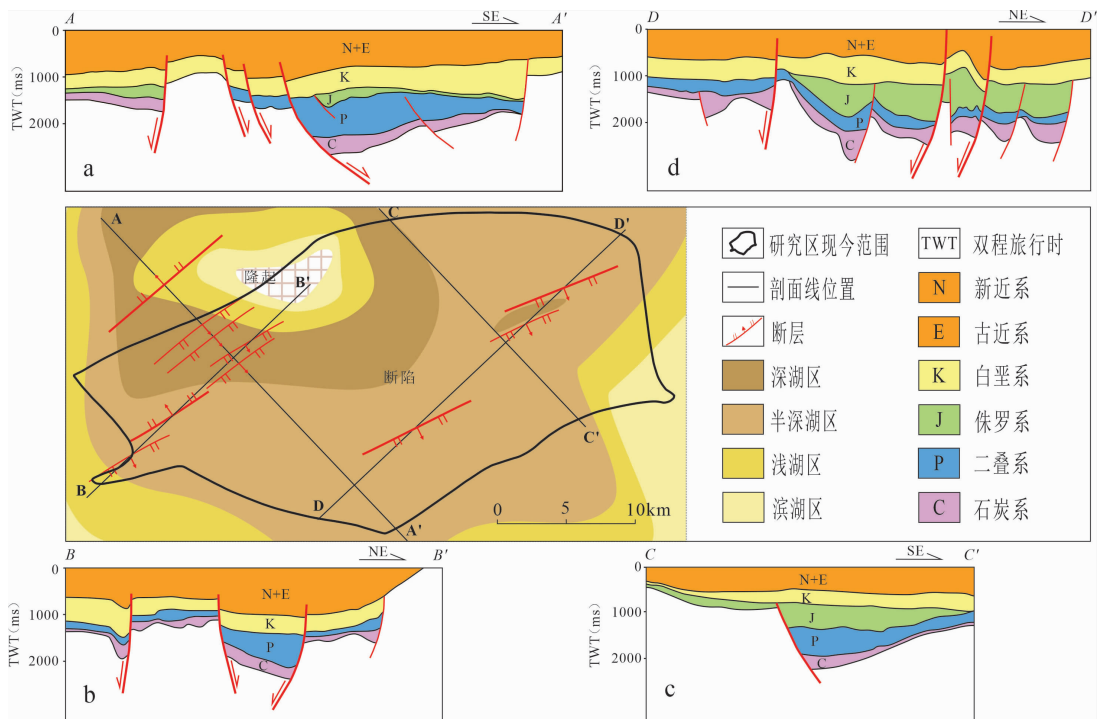 A SE A'
0
1000
2000
TWT(ms)
N+E
K
J
P
C
a
D NE D'
0
1000
2000
TWT(ms)
N+E
K
J
P
C
d
A
C
D'
隆起
B'
断陷
C'
B
D
A'
0 5 10km
研究区现今范围
剖面线位置
断层
深湖区
半深湖区
浅湖区
滨湖区
TWT 双程旅行时
N 新近系
E 古近系
K 白垩系
J 侏罗系
P 二叠系
C 石炭系
B NE B'
0
1000
2000
TWT(ms)
N+E
K
P
C
b
C SE C'
0
1000
2000
TWT(ms)
N+E
K
J
P
C
c